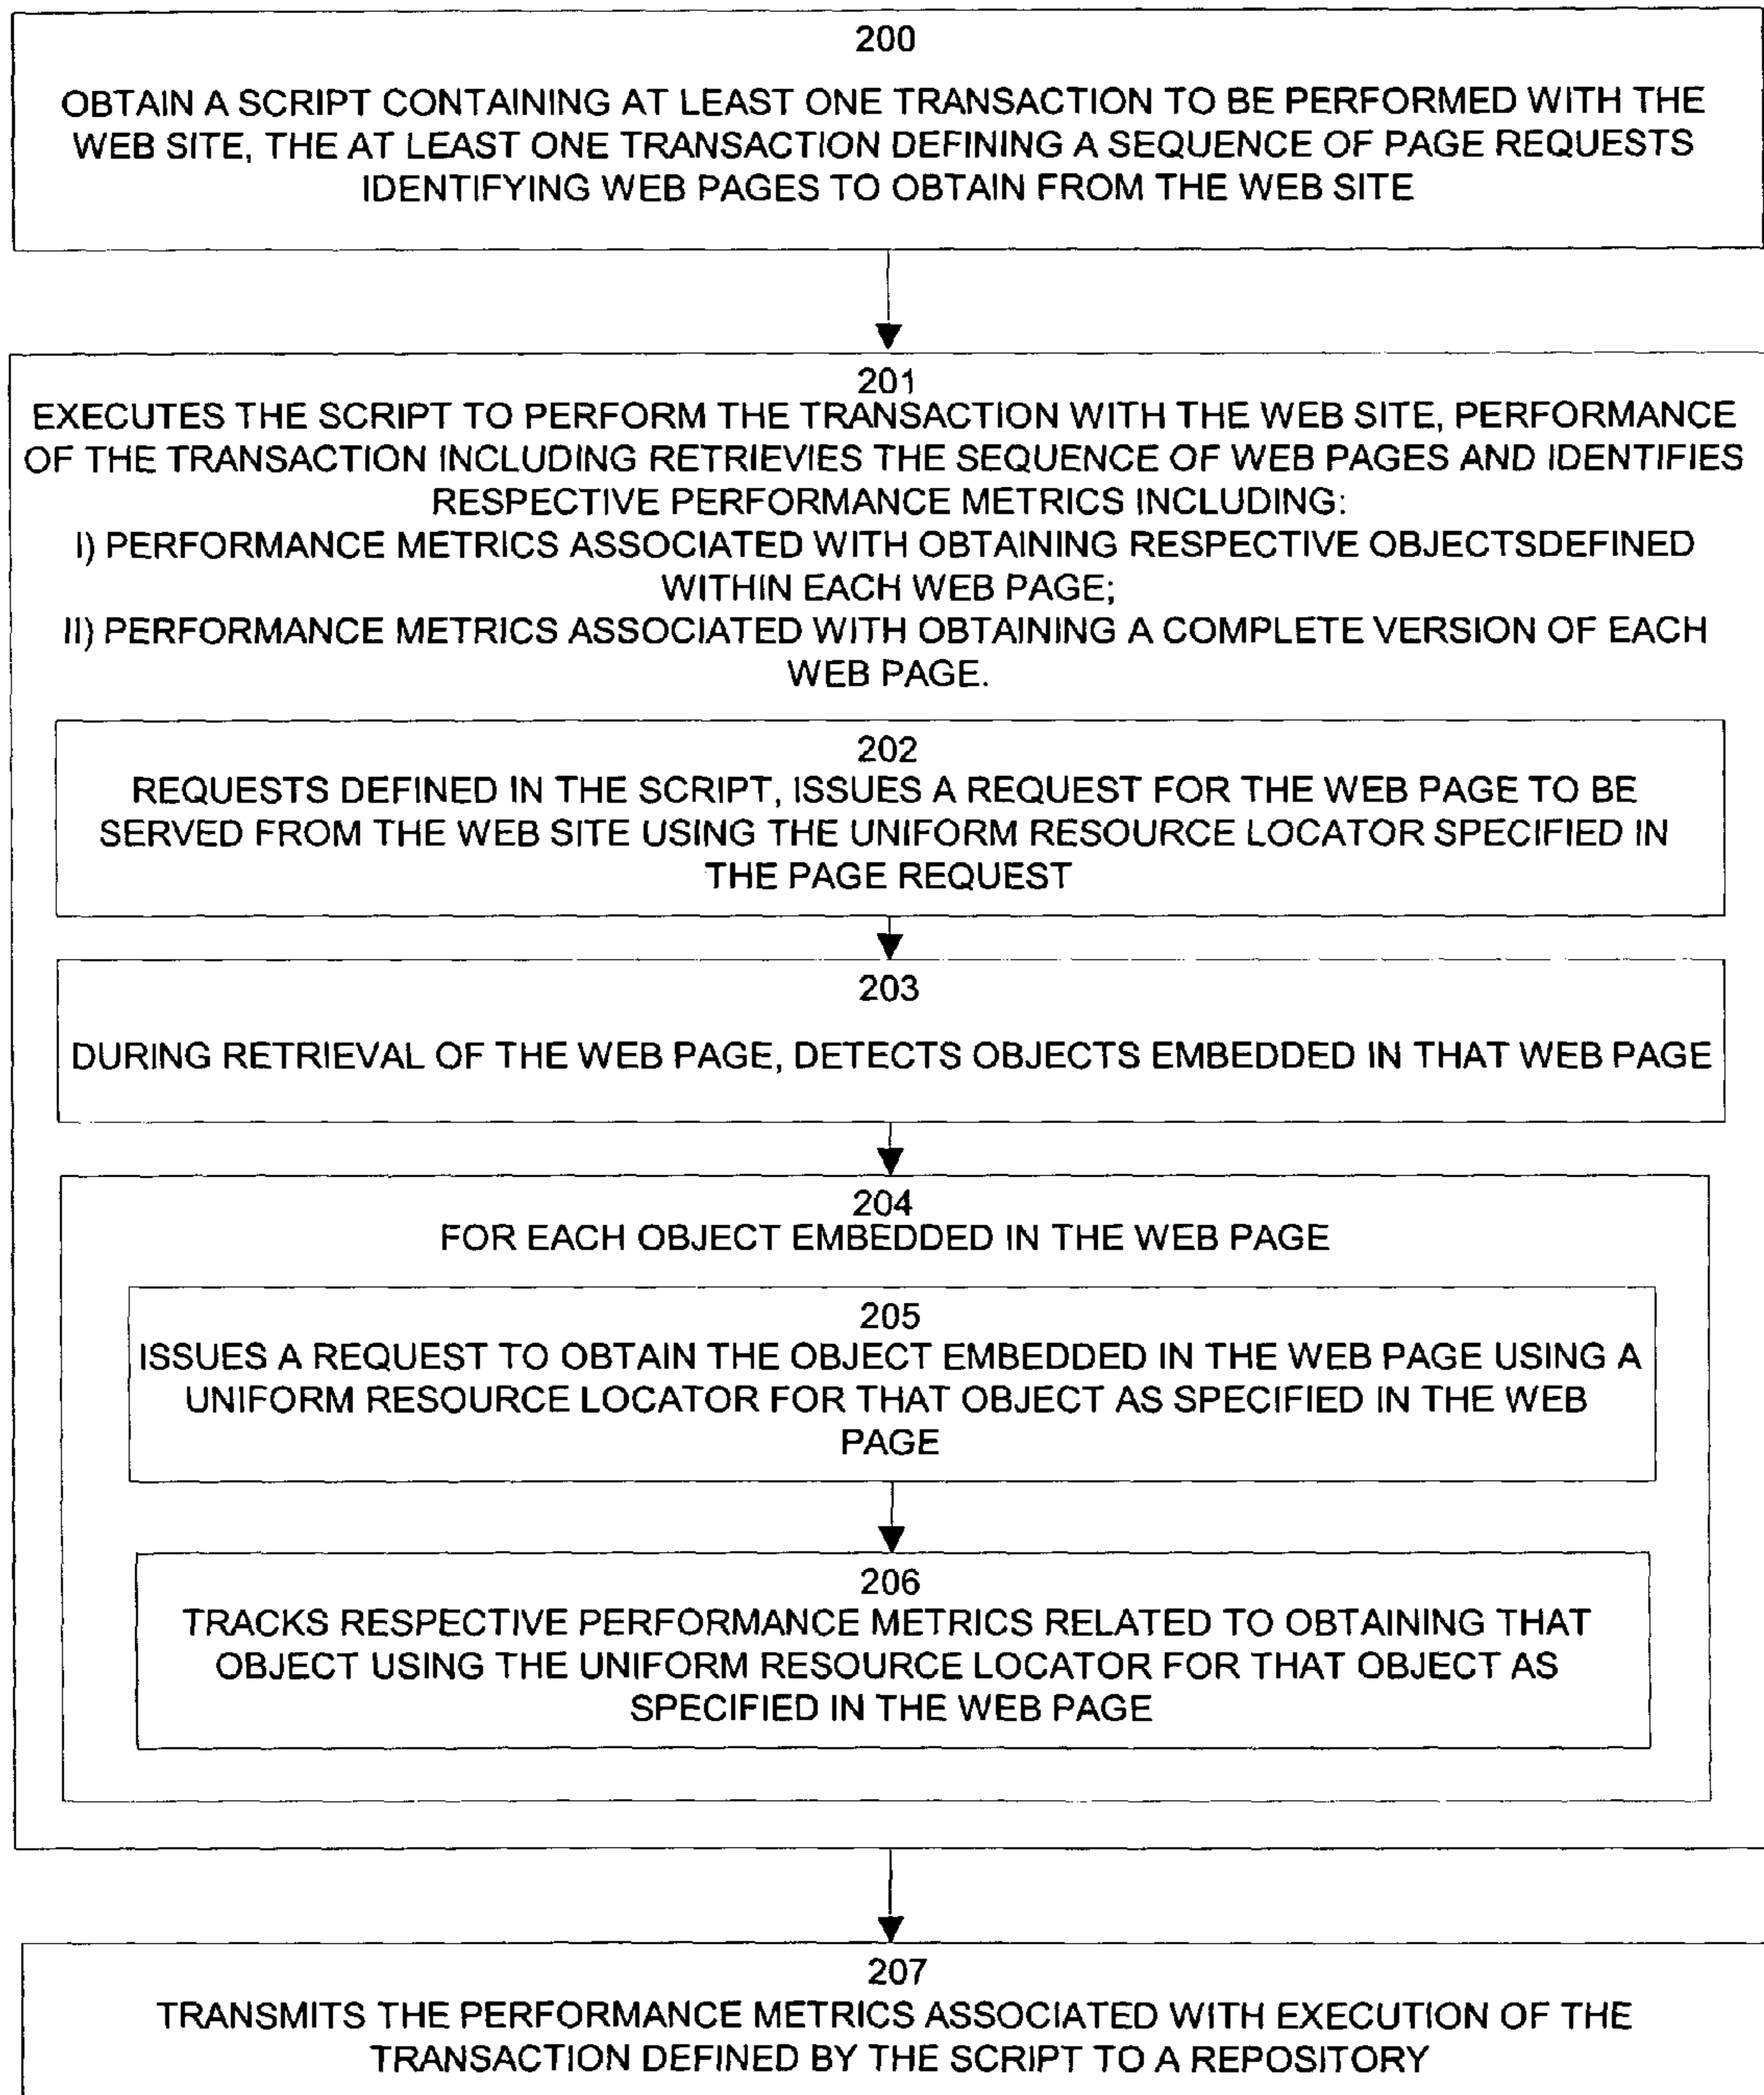 200
OBTAIN A SCRIPT CONTAINING AT LEAST ONE TRANSACTION TO BE PERFORMED WITH THE
WEB SITE, THE AT LEAST ONE TRANSACTION DEFINING A SEQUENCE OF PAGE REQUESTS
IDENTIFYING WEB PAGES TO OBTAIN FROM THE WEB SITE
201
EXECUTES THE SCRIPT TO PERFORM THE TRANSACTION WITH THE WEB SITE, PERFORMANCE
OF THE TRANSACTION INCLUDING RETRIEVIES THE SEQUENCE OF WEB PAGES AND IDENTIFIES
RESPECTIVE PERFORMANCE METRICS INCLUDING:
I) PERFORMANCE METRICS ASSOCIATED WITH OBTAINING RESPECTIVE OBJECTSDEFINED
WITHIN EACH WEB PAGE;
II) PERFORMANCE METRICS ASSOCIATED WITH OBTAINING A COMPLETE VERSION OF EACH
WEB PAGE.
202
REQUESTS DEFINED IN THE SCRIPT, ISSUES A REQUEST FOR THE WEB PAGE TO BE
SERVED FROM THE WEB SITE USING THE UNIFORM RESOURCE LOCATOR SPECIFIED IN
THE PAGE REQUEST
203
DURING RETRIEVAL OF THE WEB PAGE, DETECTS OBJECTS EMBEDDED IN THAT WEB PAGE
204
FOR EACH OBJECT EMBEDDED IN THE WEB PAGE
205
ISSUES A REQUEST TO OBTAIN THE OBJECT EMBEDDED IN THE WEB PAGE USING A
UNIFORM RESOURCE LOCATOR FOR THAT OBJECT AS SPECIFIED IN THE WEB
PAGE
206
TRACKS RESPECTIVE PERFORMANCE METRICS RELATED TO OBTAINING THAT
OBJECT USING THE UNIFORM RESOURCE LOCATOR FOR THAT OBJECT AS
SPECIFIED IN THE WEB PAGE
207
TRANSMITS THE PERFORMANCE METRICS ASSOCIATED WITH EXECUTION OF THE
TRANSACTION DEFINED BY THE SCRIPT TO A REPOSITORY